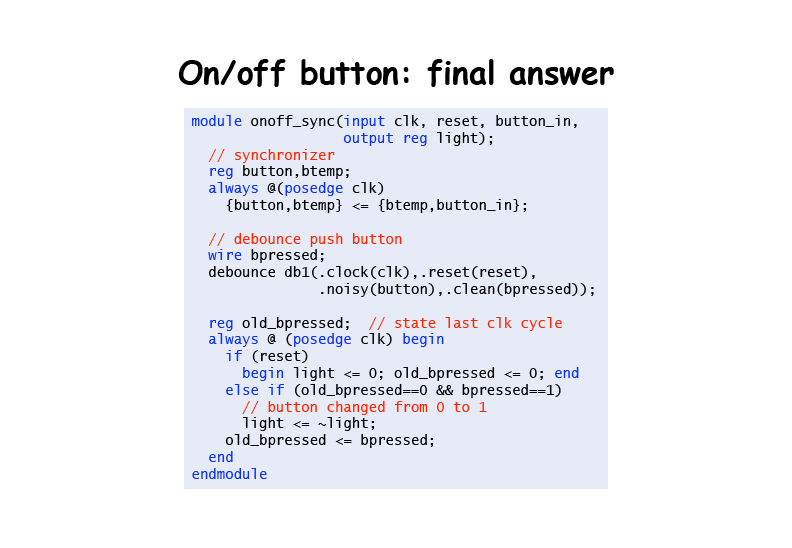 On/off button: final answer
module onoff_sync(input clk, reset, button_in,
                  output reg light);
  // synchronizer
  reg button,btemp;
  always @(posedge clk)
    {button,btemp} <= {btemp,button_in};

  // debounce push button
  wire bpressed;
  debounce db1(.clock(clk),.reset(reset),
               .noisy(button),.clean(bpressed));

  reg old_bpressed;  // state last clk cycle
  always @ (posedge clk) begin
    if (reset)
      begin light <= 0; old_bpressed <= 0; end
    else if (old_bpressed==0 && bpressed==1)
      // button changed from 0 to 1
      light <= ~light;
    old_bpressed <= bpressed;
  end
endmodule